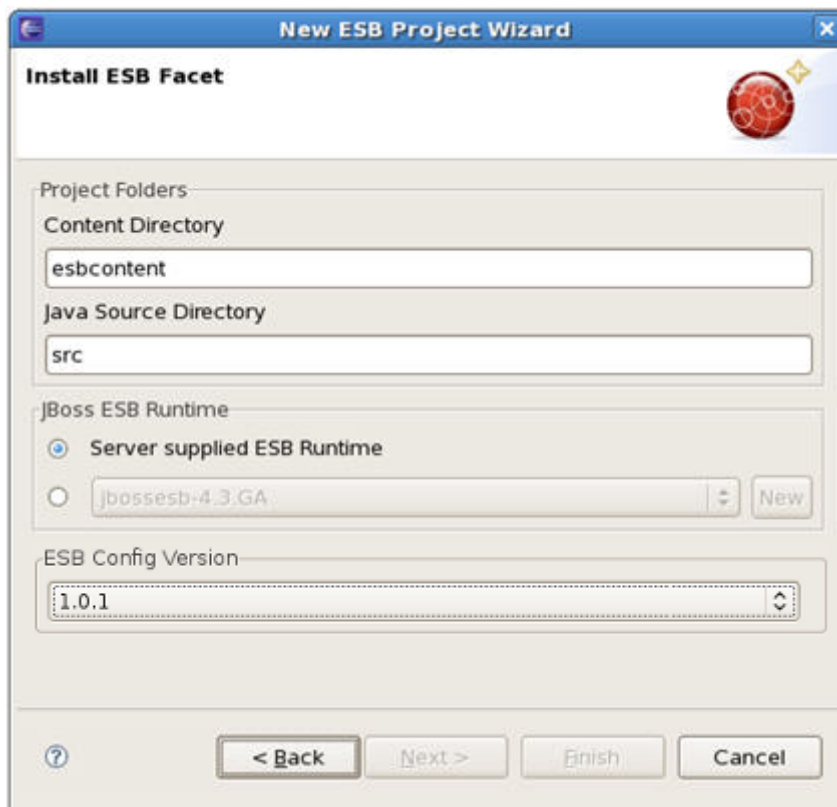 New ESB Project Wizard
Install ESB Facet
Project Folders
Content Directory
esbcontent
Java Source Directory
src
JBoss ESB Runtime
Server supplied ESB Runtime
jbossesb-4.3.GA
New
ESB Config Version
1.0.1
? < Back Next > Finish Cancel